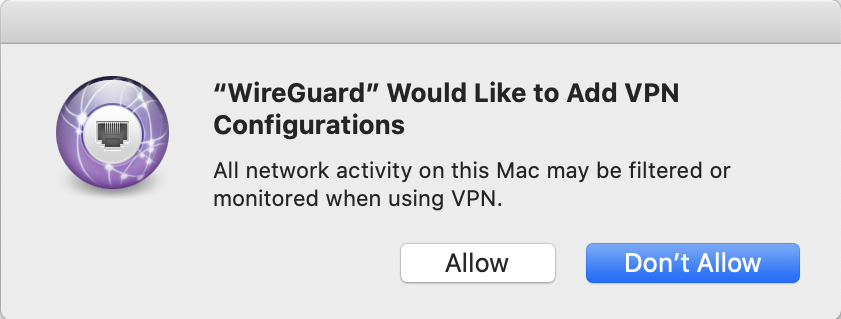 “WireGuard” Would Like to Add VPN
Configurations
All network activity on this Mac may be filtered or
monitored when using VPN.
Allow
Don’t Allow